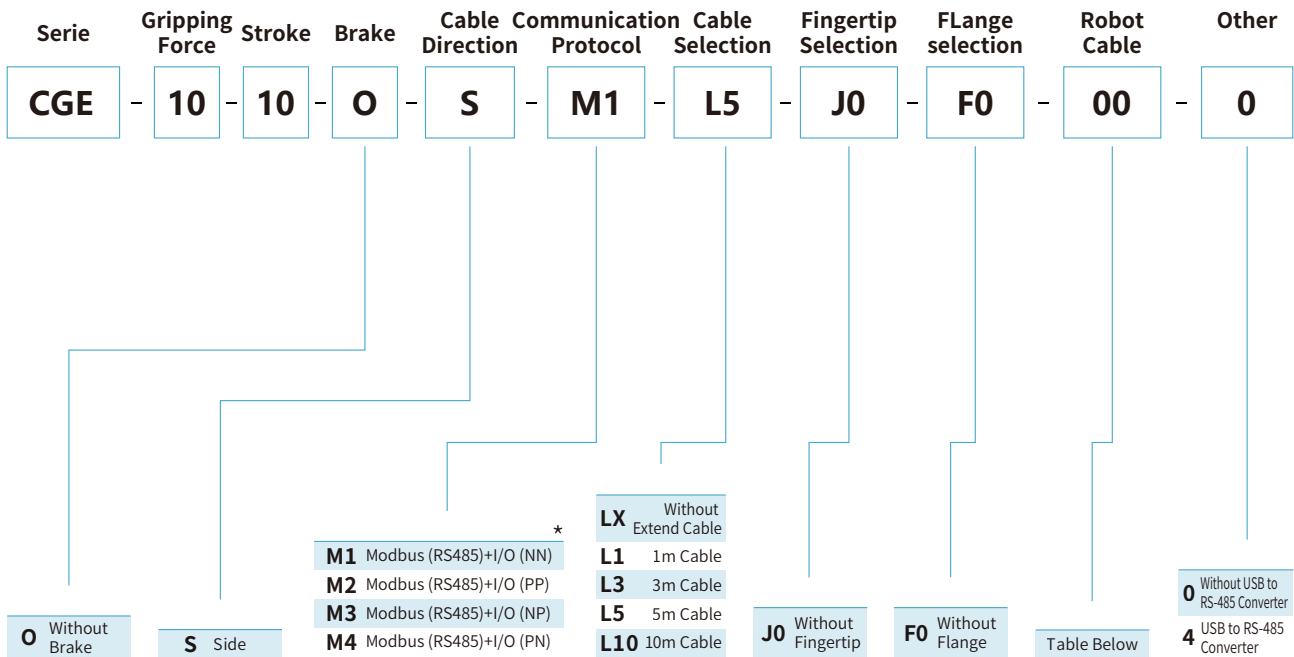 Serie
Gripping
Force
Stroke
Brake
Cable
Direction
Communication
Protocol
Cable
Selection
Fingertip
Selection
FLange
selection
Robot
Cable
Other
CGE - 10 - 10 - O - S - M1 - L5 - J0 - F0 - 00 - 0
O Without
Brake
S Side
*
M1 Modbus (RS485)+I/O (NN)
M2 Modbus (RS485)+I/O (PP)
M3 Modbus (RS485)+I/O (NP)
M4 Modbus (RS485)+I/O (PN)
LX Without
Extend Cable
L1 1m Cable
L3 3m Cable
L5 5m Cable
L10 10m Cable
J0 Without
Fingertip
F0 Without
Flange
Table Below
0 Without USB to
RS-485 Converter
4 USB to RS-485
Converter